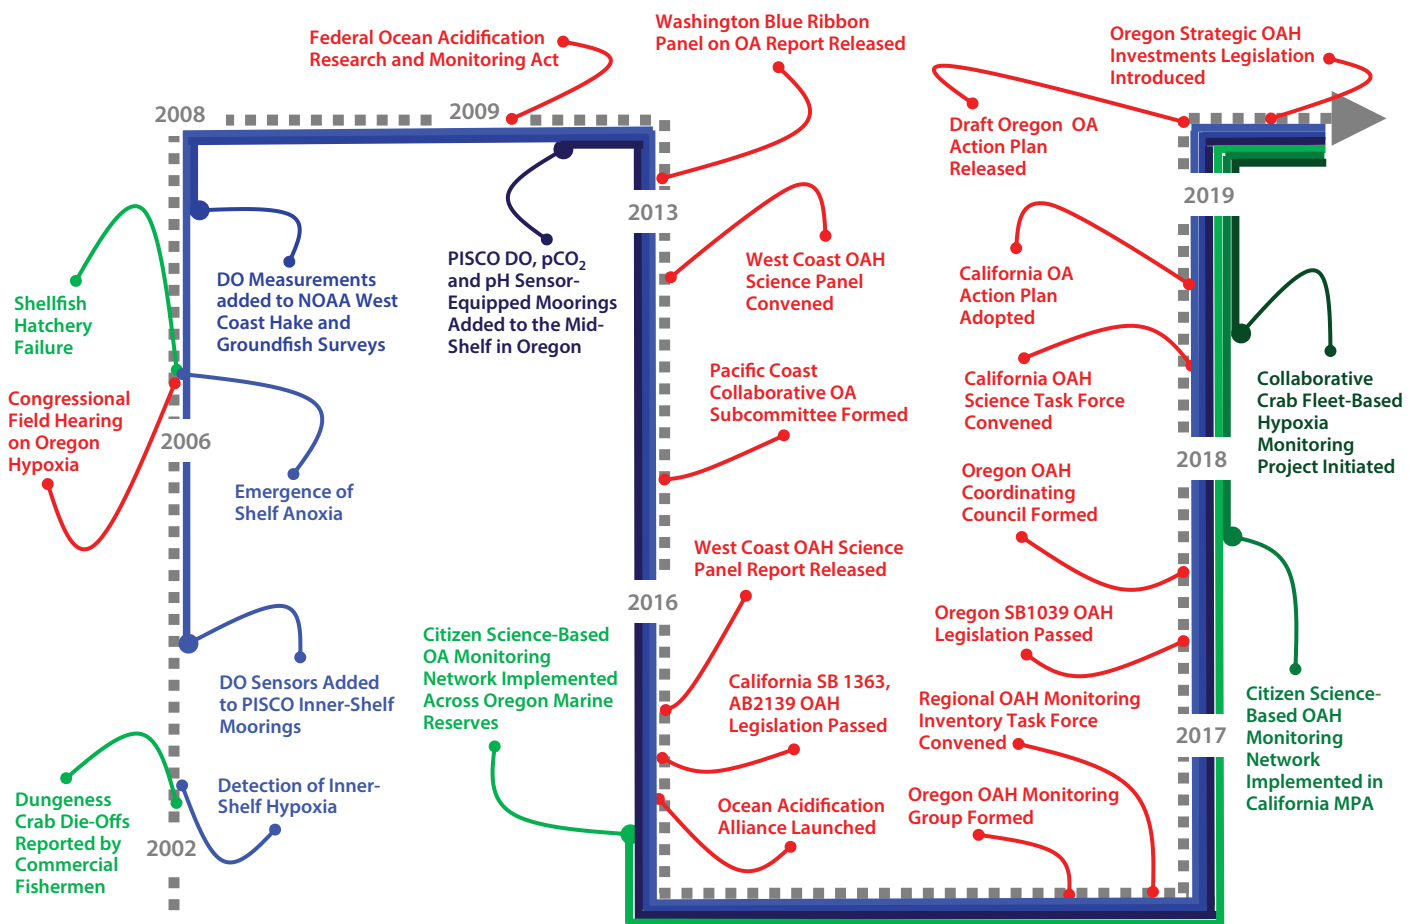 Federal Ocean Acidification
Research and Monitoring Act
Washington Blue Ribbon
Panel on OA Report Released
Oregon Strategic OAH
Investments Legislation
Introduced
2008
2009
Draft Oregon OA
Action Plan
Released
2013
2019
Shellfish
Hatchery
Failure
DO Measurements
added to NOAA West
Coast Hake and
Groundfish Surveys
PISCO DO, pCO2
and pH Sensor-
Equipped Moorings
Added to the Mid-
Shelf in Oregon
West Coast OAH
Science Panel
Convened
California OA
Action Plan
Adopted
Congressional
Field Hearing
on Oregon
Hypoxia
2006
Pacific Coast
Collaborative OA
Subcommittee Formed
California OAH
Science Task Force
Convened
Collaborative
Crab Fleet-Based
Hypoxia
Monitoring
Project Initiated
2018
Emergence of
Shelf Anoxia
Oregon OAH
Coordinating
Council Formed
West Coast OAH Science
Panel Report Released
2016
Oregon SB1039 OAH
Legislation Passed
Citizen Science-Based
OA Monitoring
Network Implemented
Across Oregon Marine
Reserves
DO Sensors Added
to PISCO Inner-Shelf
Moorings
California SB 1363,
AB2139 OAH
Legislation Passed
Regional OAH Monitoring
Inventory Task Force
Convened
2017
Citizen Science-
Based OAH
Monitoring
Network
Implemented in
California MPA
Dungeness
Crab Die-Offs
Reported by
Commercial
Fishermen
Detection of Inner-
Shelf Hypoxia
2002
Ocean Acidification
Alliance Launched
Oregon OAH Monitoring
Group Formed